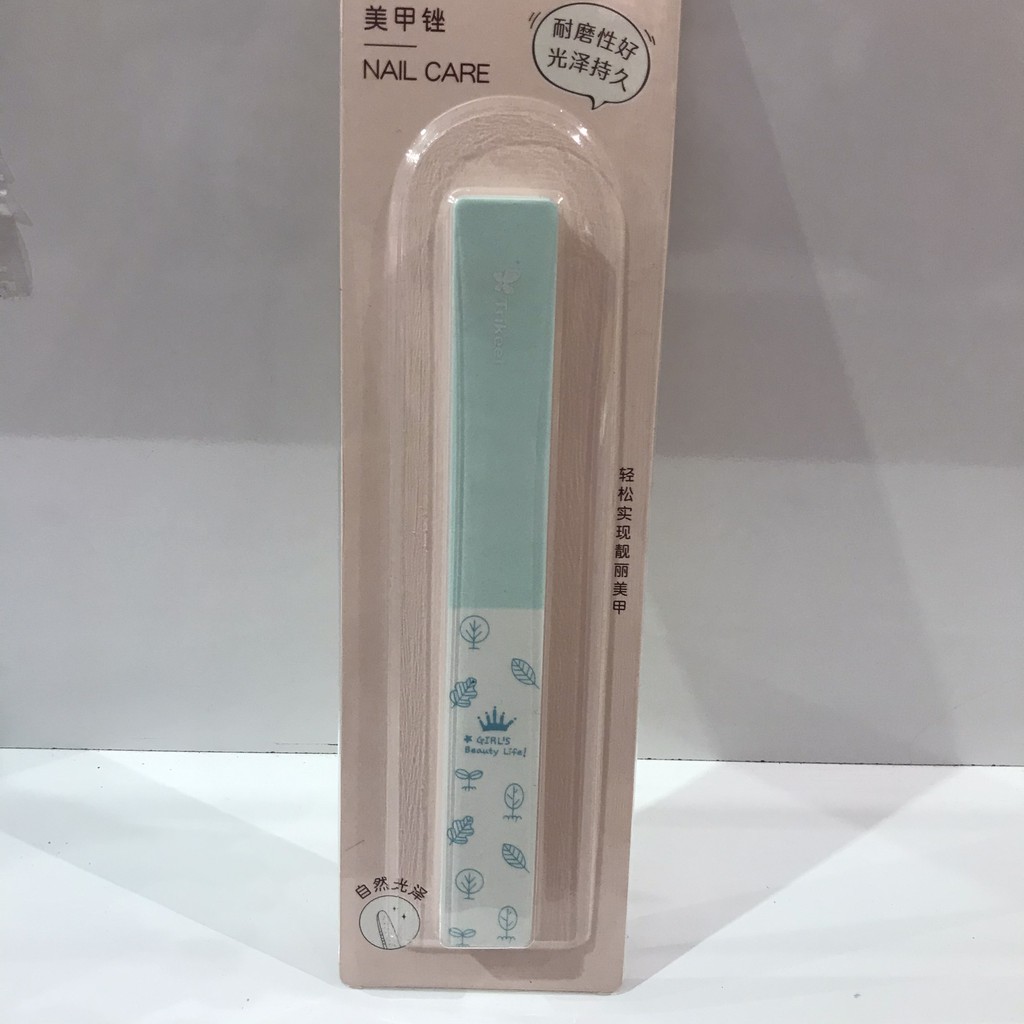 美甲锉
NAIL CARE
耐磨性好
光泽持久
轻松实现靓丽美甲
GIRL'S
Beauty Life!
自然光泽